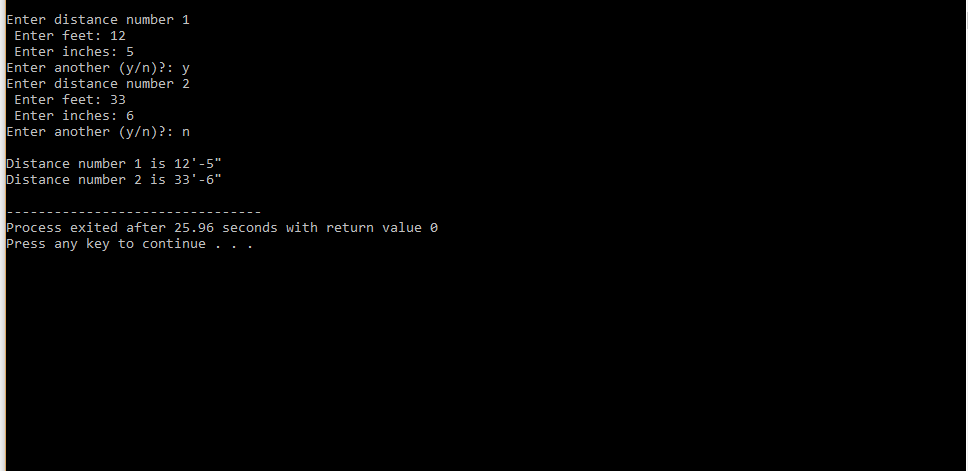 Enter distance number 1
Enter feet: 12
Enter inches: 5
Enter another (y/n)?: y
Enter distance number 2
Enter feet: 33
Enter inches: 6
Enter another (y/n)?: n
Distance number 1 is 12'-5"
Distance number 2 is 33'-6"
--------------------------------
Process exited after 25.96 seconds with return value 0
Press any key to continue . . .